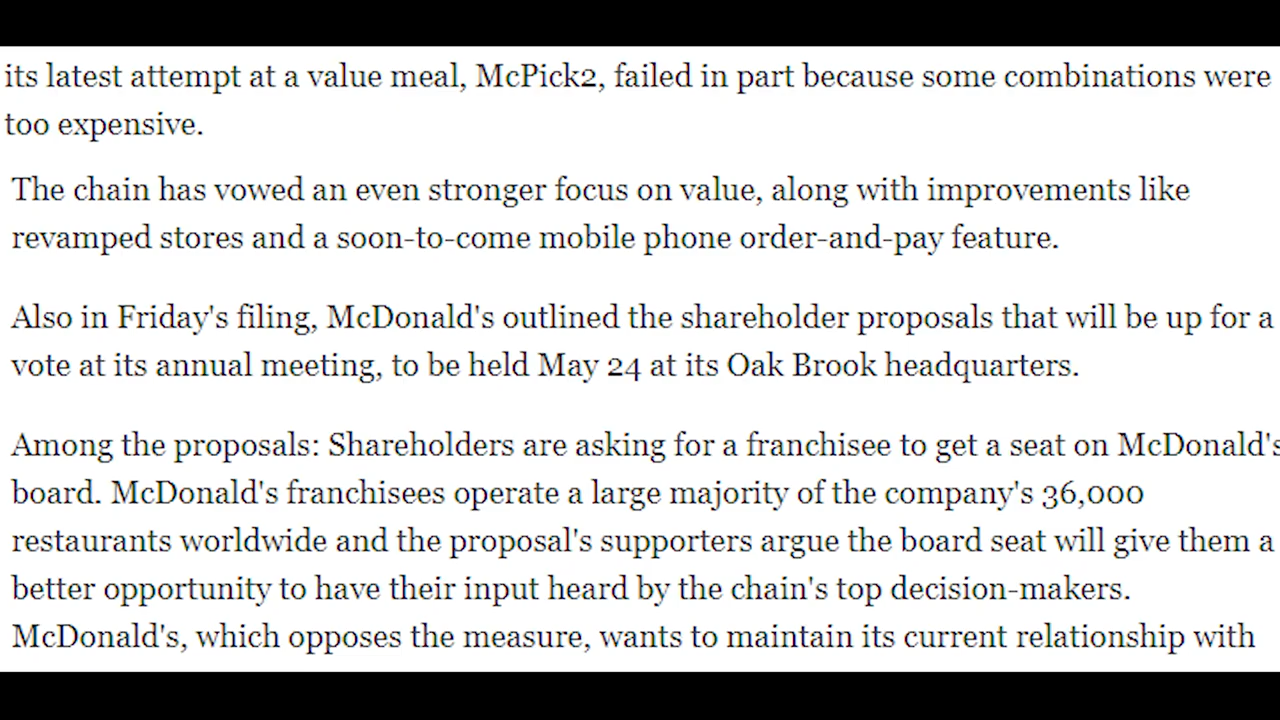 its latest attempt at a value meal, McPick2, failed in part because some combinations were
too expensive.
The chain has vowed an even stronger focus on value, along with improvements like
revamped stores and a soon-to-come mobile phone order-and-pay feature.
Also in Friday's filing, McDonald's outlined the shareholder proposals that will be up for a
vote at its annual meeting, to be held May 24 at its Oak Brook headquarters.
Among the proposals: Shareholders are asking for a franchisee to get a seat on McDonald's
board. McDonald's franchisees operate a large majority of the company's 36,000
restaurants worldwide and the proposal's supporters argue the board seat will give them a
better opportunity to have their input heard by the chain's top decision-makers.
McDonald's, which opposes the measure, wants to maintain its current relationship with